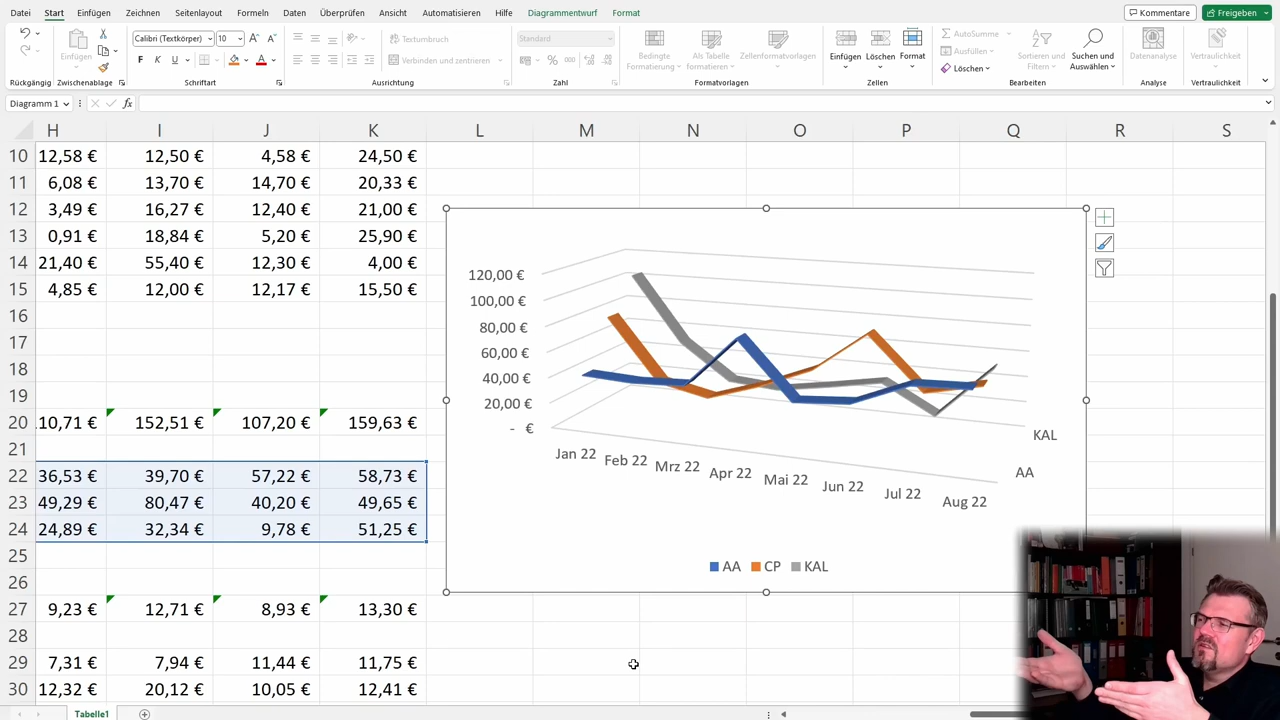 Datei Start Einfügen Zeichnen Seitenlayout Formeln Daten Überprüfen Ansicht Automatisieren Hilfe Diagrammentwurf Format Kommentare Freigeben
Calibri (Textkörper) 10 A A Textumbruch Standard AutoSumme
Einfügen F K U A Verbinden und zentrieren % 000 Bedingte Formatierung Als Tabelle formatieren Zellenformatvorlagen Einfügen Löschen Format Ausfüllen Löschen Sortieren und Filtern Suchen und Auswählen Datenanalyse Vertraulichkeit
Rückgängig Zwischenablage Schriftart Ausrichtung Zahl Formatvorlagen Zellen Bearbeiten Analyse Vertraulichkeit
Diagramm 1 fx
H I J K L M N O P Q R S
10 12,58 € 12,50 € 4,58 € 24,50 €
11 6,08 € 13,70 € 14,70 € 20,33 €
12 3,49 € 16,27 € 12,40 € 21,00 €
13 0,91 € 18,84 € 5,20 € 25,90 €
14 21,40 € 55,40 € 12,30 € 4,00 €
15 4,85 € 12,00 € 12,17 € 15,50 €
16
17
18
19
20 10,71 € 152,51 € 107,20 € 159,63 €
21
22 36,53 € 39,70 € 57,22 € 58,73 €
23 49,29 € 80,47 € 40,20 € 49,65 €
24 24,89 € 32,34 € 9,78 € 51,25 €
25
26
27 9,23 € 12,71 € 8,93 € 13,30 €
28
29 7,31 € 7,94 € 11,44 € 11,75 €
30 12,32 € 20,12 € 10,05 € 12,41 €
120,00 €
100,00 €
80,00 €
60,00 €
40,00 €
20,00 €
- €
Jan 22 Feb 22 Mrz 22 Apr 22 Mai 22 Jun 22 Jul 22 Aug 22
KAL
AA
AA CP KAL
Tabelle1